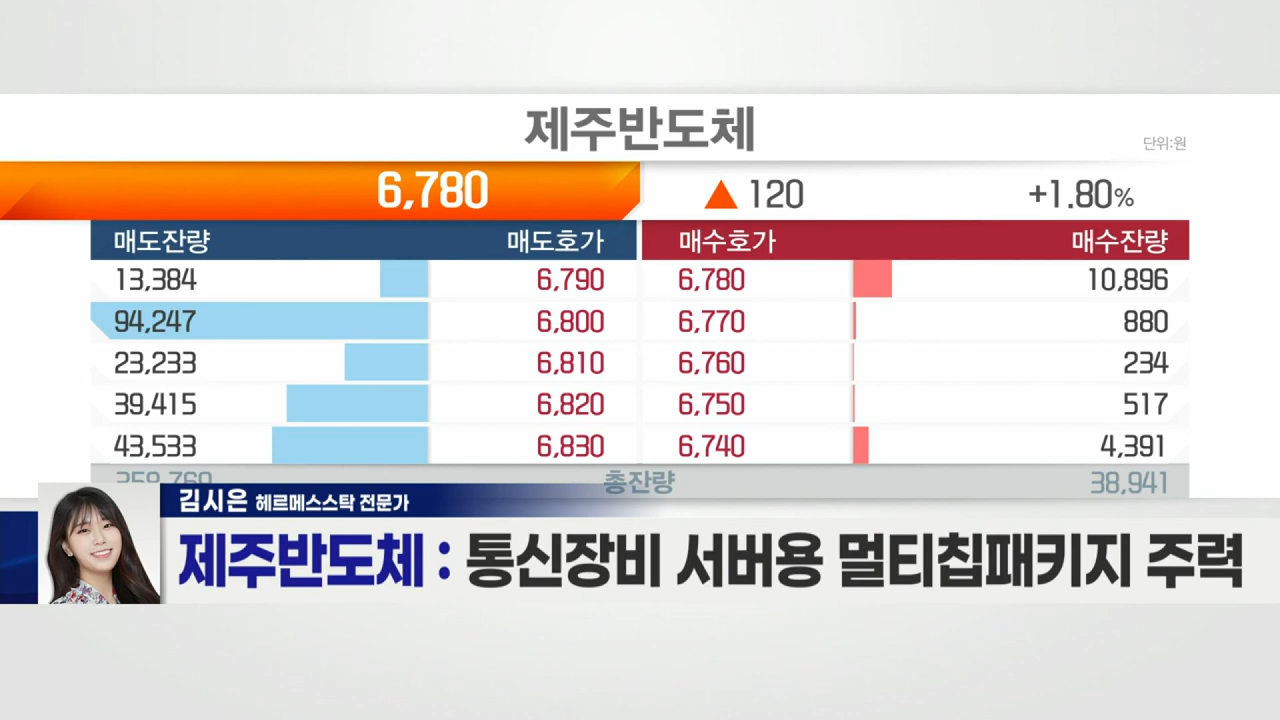 제주반도체
단위:원
6,780 ▲ 120 +1.80%
매도잔량 매도호가 매수호가 매수잔량
13,384 6,790 6,780 10,896
94,247 6,800 6,770 880
23,233 6,810 6,760 234
39,415 6,820 6,750 517
43,533 6,830 6,740 4,391
총잔량 38,941
김시은 헤르메스스탁 전문가
제주반도체 : 통신장비 서버용 멀티칩패키지 주력